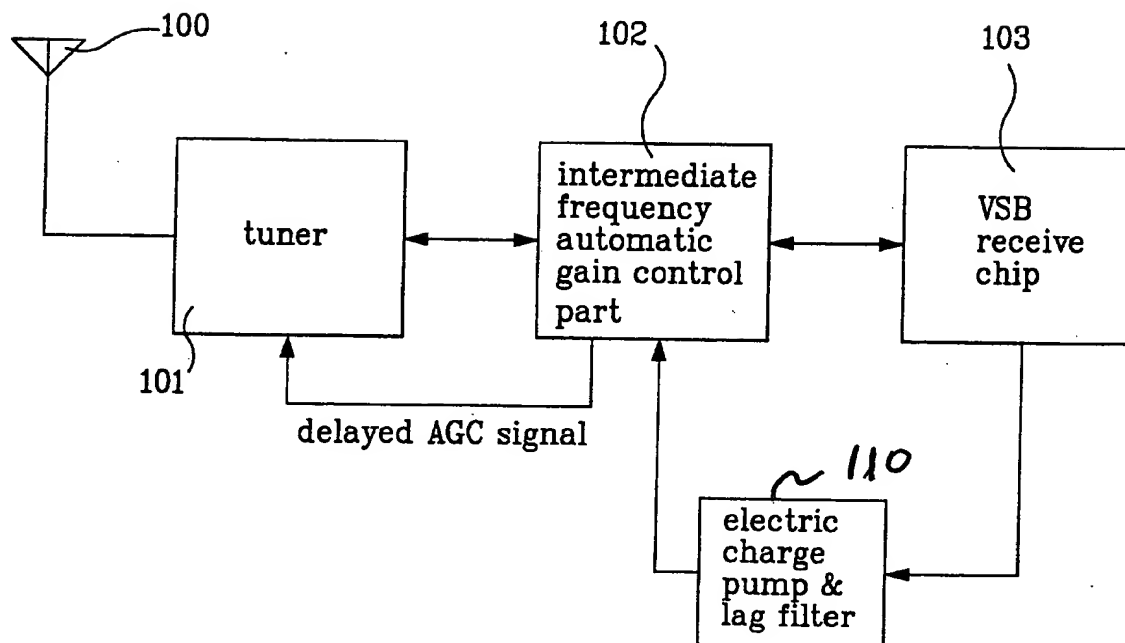 100
102
103
tuner
intermediate
frequency
automatic
gain control
part
VSB
receive
chip
101
delayed AGC signal
110
electric
charge
pump &
lag filter